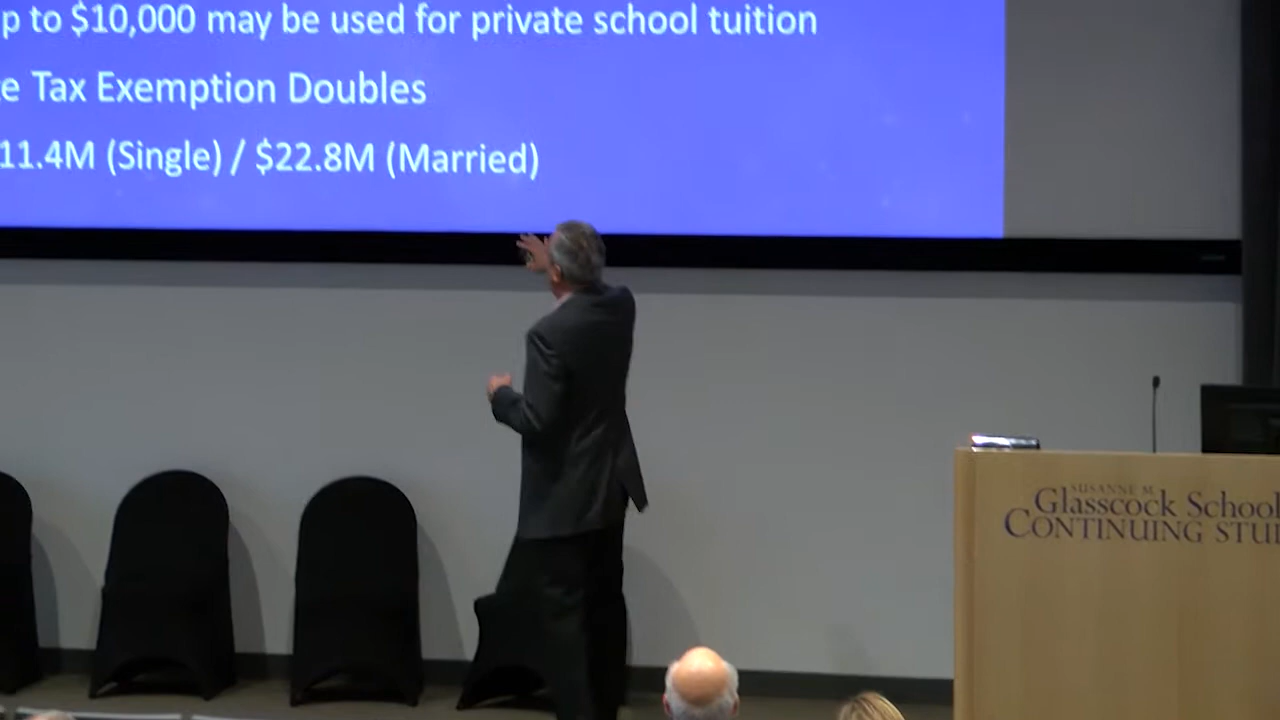 p to $10,000 may be used for private school tuition
e Tax Exemption Doubles
11.4M (Single) / $22.8M (Married)
SUSANNE M.
Glasscock School
CONTINUING STU